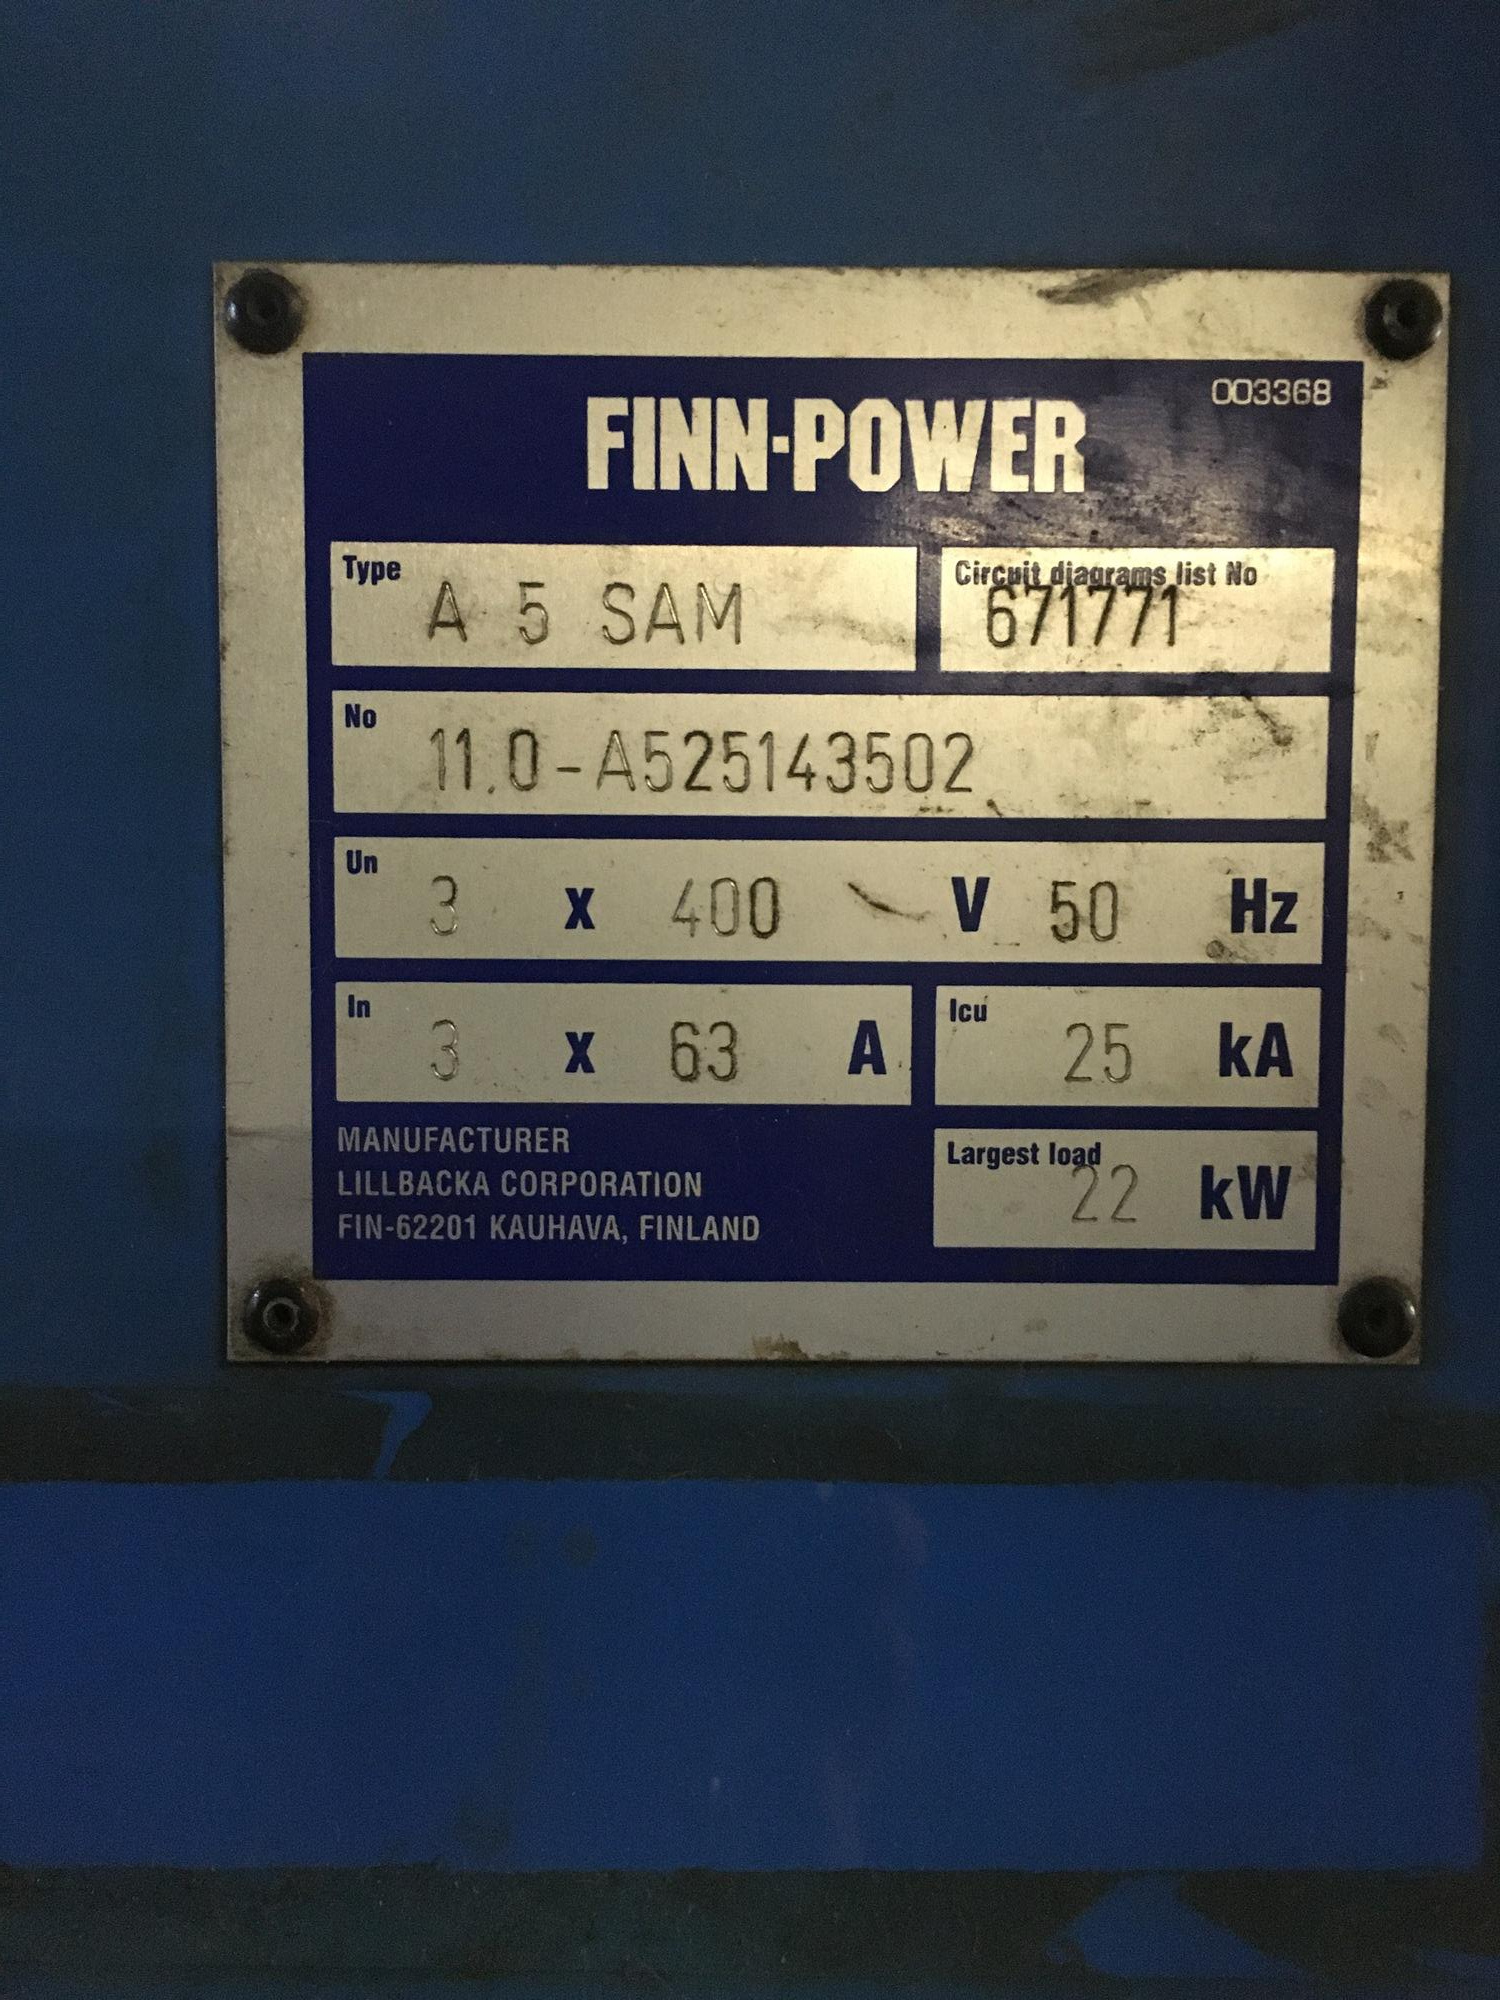 003368
FINN-POWER
Type A 5 SAM
Circuit diagrams list No 671771
No 11.0-A525143502
Un 3 x 400 V 50 Hz
In 3 x 63 A
Icu 25 kA
MANUFACTURER
LILLBACKA CORPORATION
FIN-62201 KAUHAVA, FINLAND
Largest load 22 kW